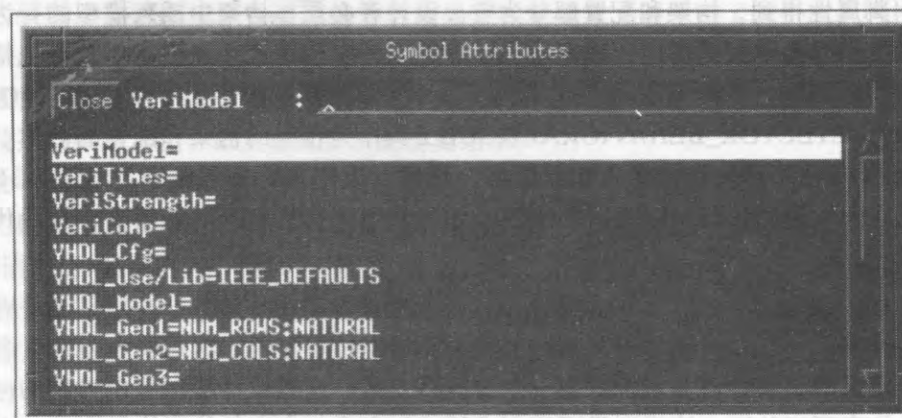 Symbol Attributes
Close VeriModel :
VeriModel=
VeriTimes=
VeriStrength=
VeriComp=
VHDL_Cfg=
VHDL_Use/Lib=IEEE_DEFAULTS
VHDL_Model=
VHDL_Gen1=NUM_ROWS:NATURAL
VHDL_Gen2=NUM_COLS:NATURAL
VHDL_Gen3=